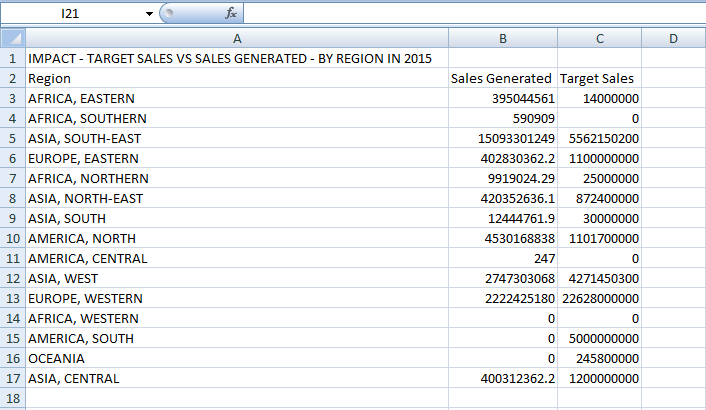 I21 fx
A B C D
1 IMPACT - TARGET SALES VS SALES GENERATED - BY REGION IN 2015
2 Region Sales Generated Target Sales
3 AFRICA, EASTERN 395044561 14000000
4 AFRICA, SOUTHERN 590909 0
5 ASIA, SOUTH-EAST 15093301249 5562150200
6 EUROPE, EASTERN 402830362.2 1100000000
7 AFRICA, NORTHERN 9919024.29 25000000
8 ASIA, NORTH-EAST 420352636.1 872400000
9 ASIA, SOUTH 12444761.9 30000000
10 AMERICA, NORTH 4530168838 1101700000
11 AMERICA, CENTRAL 247 0
12 ASIA, WEST 2747303068 4271450300
13 EUROPE, WESTERN 2222425180 22628000000
14 AFRICA, WESTERN 0 0
15 AMERICA, SOUTH 0 5000000000
16 OCEANIA 0 245800000
17 ASIA, CENTRAL 400312362.2 1200000000
18